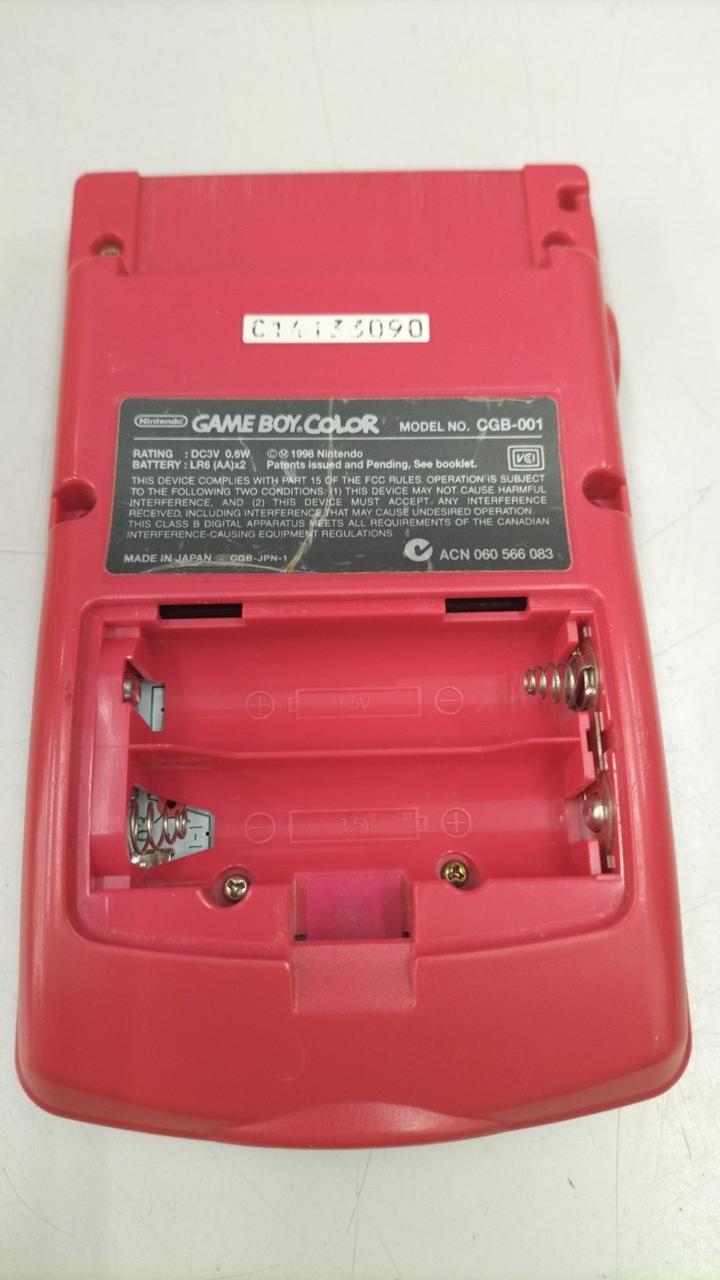 C14133090
Nintendo GAME BOY COLOR MODEL NO. CGB-001
RATING : DC3V 0.6W ©Ⓜ 1998 Nintendo
BATTERY : LR6 (AA)x2 Patents issued and Pending, See booklet.
VCI
THIS DEVICE COMPLIES WITH PART 15 OF THE FCC RULES. OPERATION IS SUBJECT
TO THE FOLLOWING TWO CONDITIONS: (1) THIS DEVICE MAY NOT CAUSE HARMFUL
INTERFERENCE, AND (2) THIS DEVICE MUST ACCEPT ANY INTERFERENCE
RECEIVED, INCLUDING INTERFERENCE THAT MAY CAUSE UNDESIRED OPERATION.
THIS CLASS B DIGITAL APPARATUS MEETS ALL REQUIREMENTS OF THE CANADIAN
INTERFERENCE-CAUSING EQUIPMENT REGULATIONS.
MADE IN JAPAN - CGB-JPN-1 ACN 060 566 083
+ 1.5V -
- 1.5V +